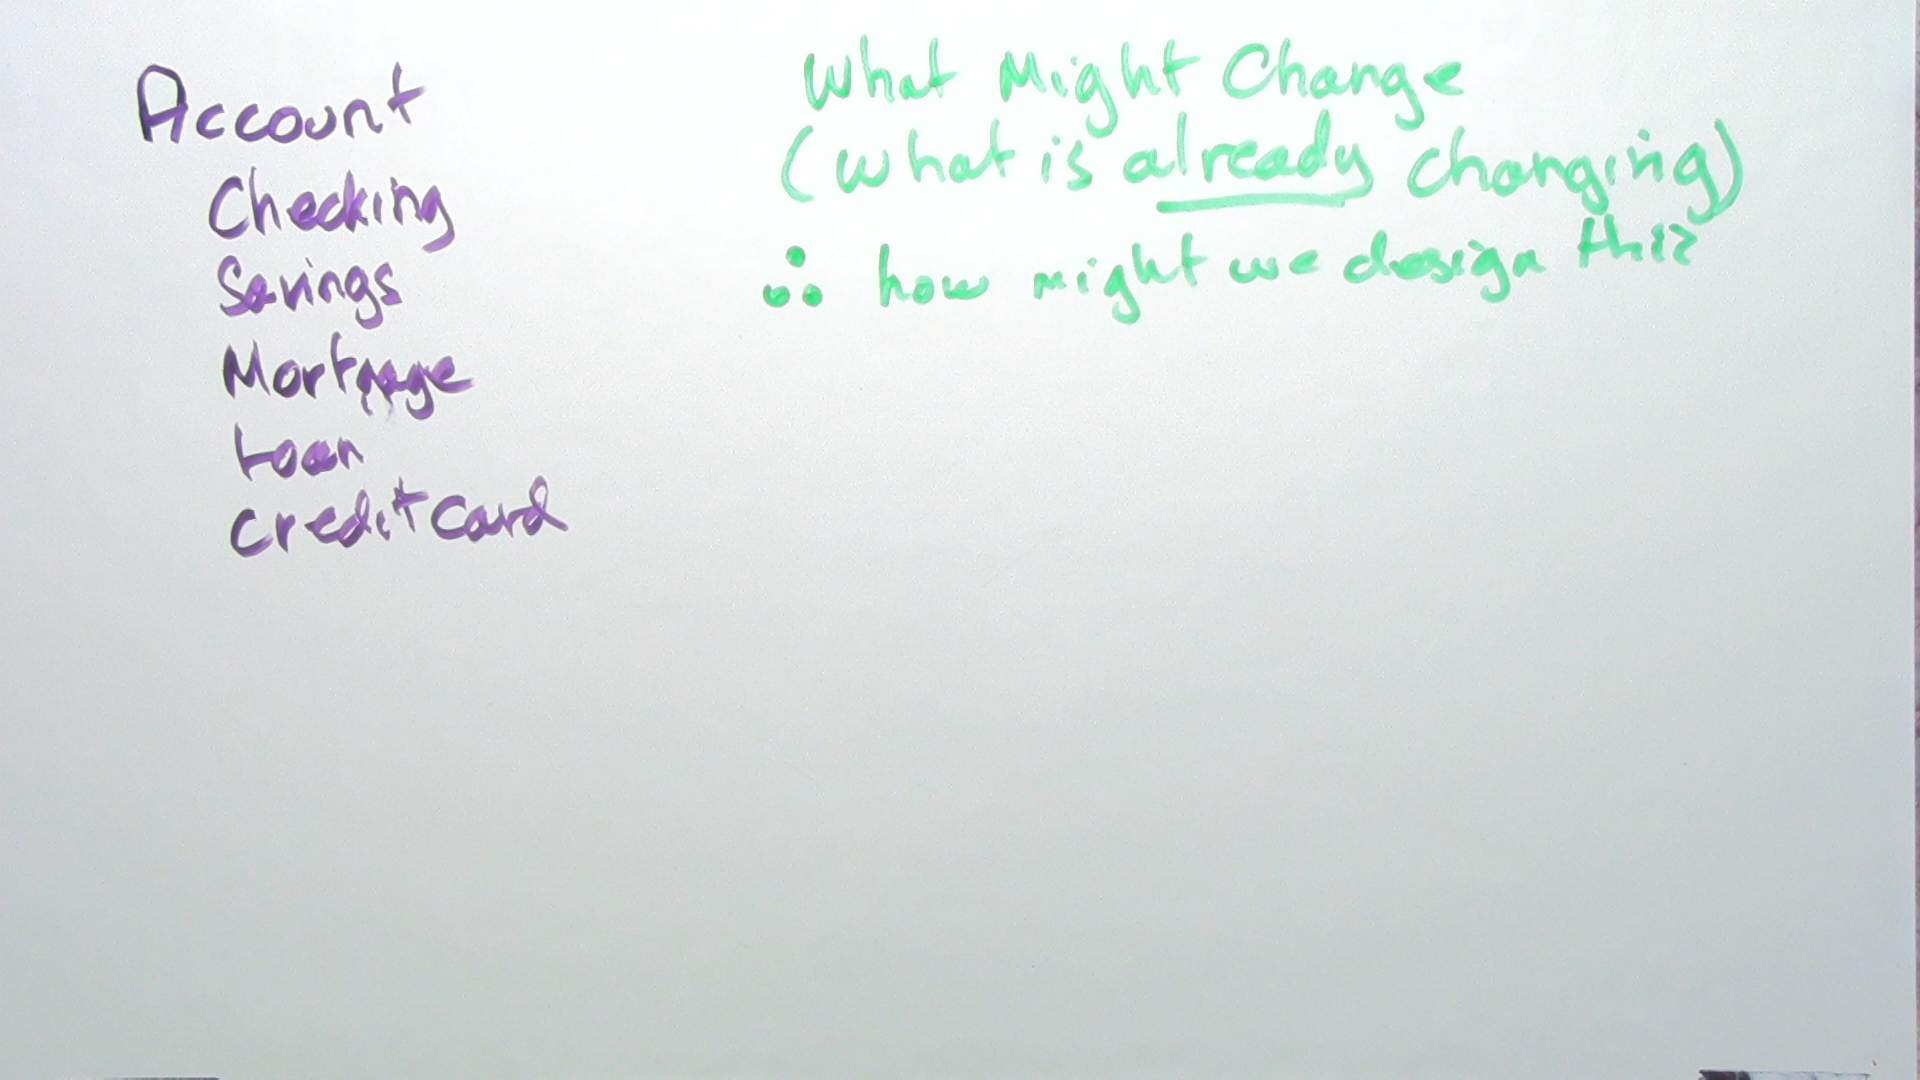 Account
Checking
Savings
Mortgage
Loan
Credit Card
What Might Change
(What is already changing)
∴ how might we design this